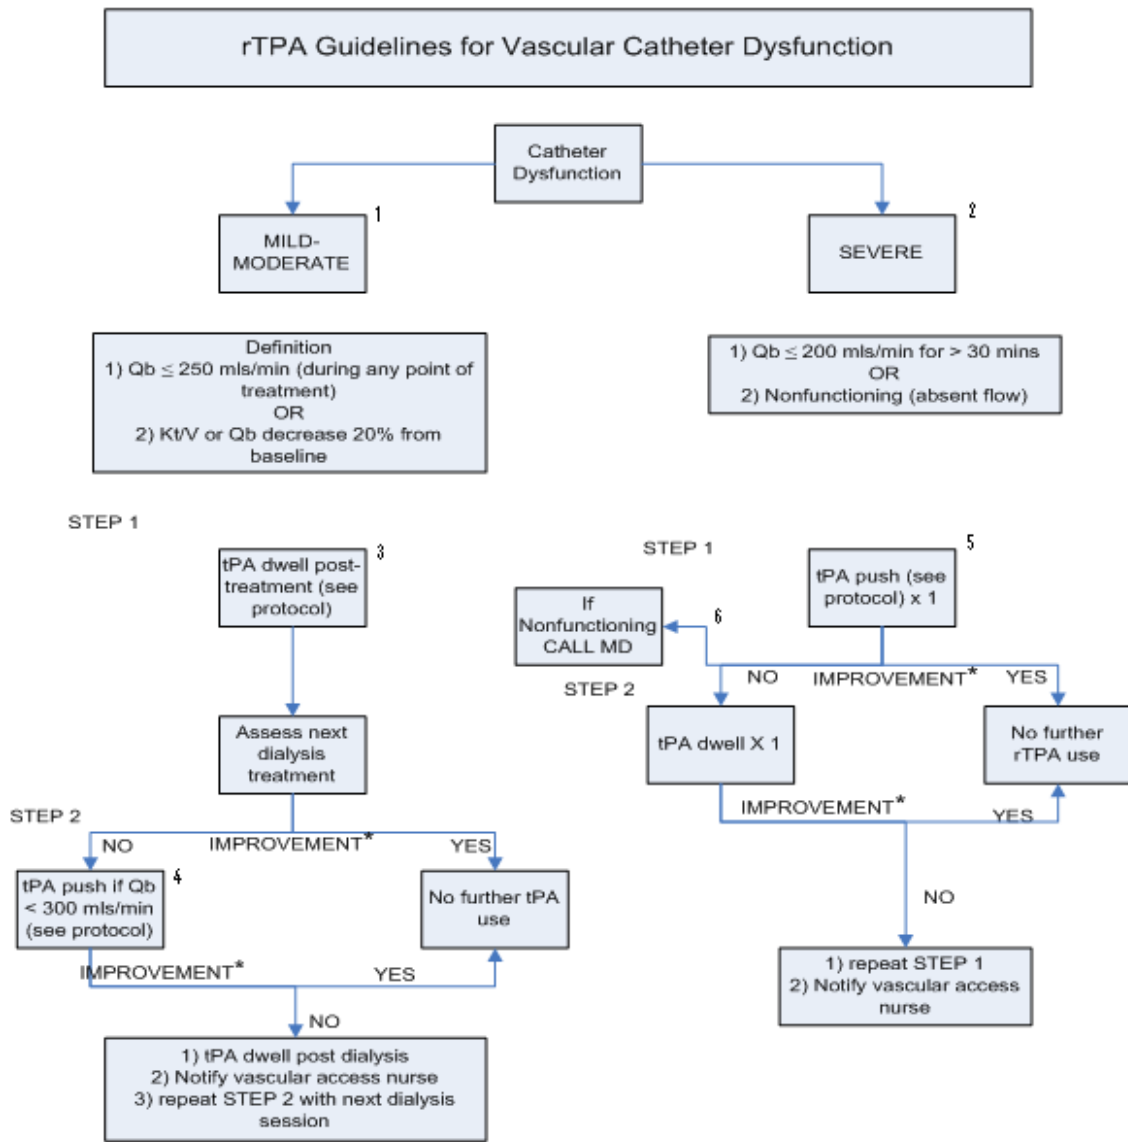 rTPA Guidelines for Vascular Catheter Dysfunction
Catheter
Dysfunction
1
MILD-
MODERATE
2
SEVERE
Definition
1) Qb ≤ 250 mls/min (during any point of
treatment)
OR
2) Kt/V or Qb decrease 20% from
baseline
1) Qb ≤ 200 mls/min for > 30 mins
OR
2) Nonfunctioning (absent flow)
STEP 1
3
tPA dwell post-
treatment (see
protocol)
Assess next
dialysis
treatment
STEP 2
NO
IMPROVEMENT*
YES
4
tPA push if Qb
< 300 mls/min
(see protocol)
No further tPA
use
IMPROVEMENT*
YES
NO
1) tPA dwell post dialysis
2) Notify vascular access nurse
3) repeat STEP 2 with next dialysis
session
STEP 1
5
tPA push (see
protocol) x 1
6
If
Nonfunctioning
CALL MD
STEP 2
NO
IMPROVEMENT*
YES
tPA dwell X 1
No further
rTPA use
IMPROVEMENT*
YES
NO
1) repeat STEP 1
2) Notify vascular access
nurse